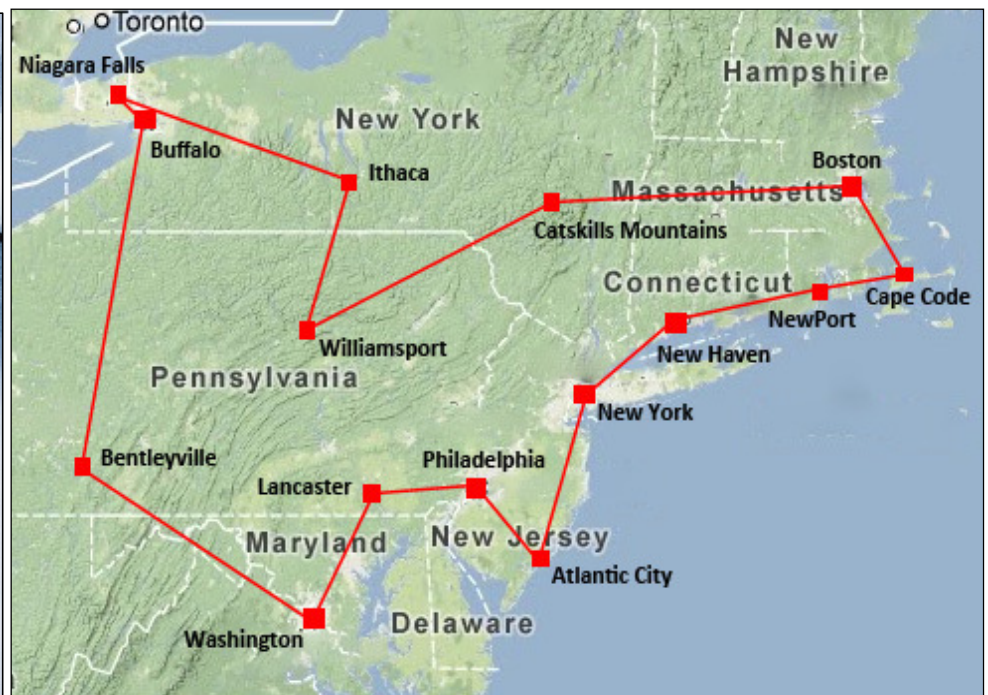 Toronto
New
Hampshire
Niagara Falls
New York
Buffalo
Ithaca
Boston
Massachusetts
Catskills Mountains
Connecticut
Cape Code
NewPort
Williamsport
New Haven
Pennsylvania
New York
Bentleyville
Philadelphia
Lancaster
Maryland
New Jersey
Atlantic City
Delaware
Washington